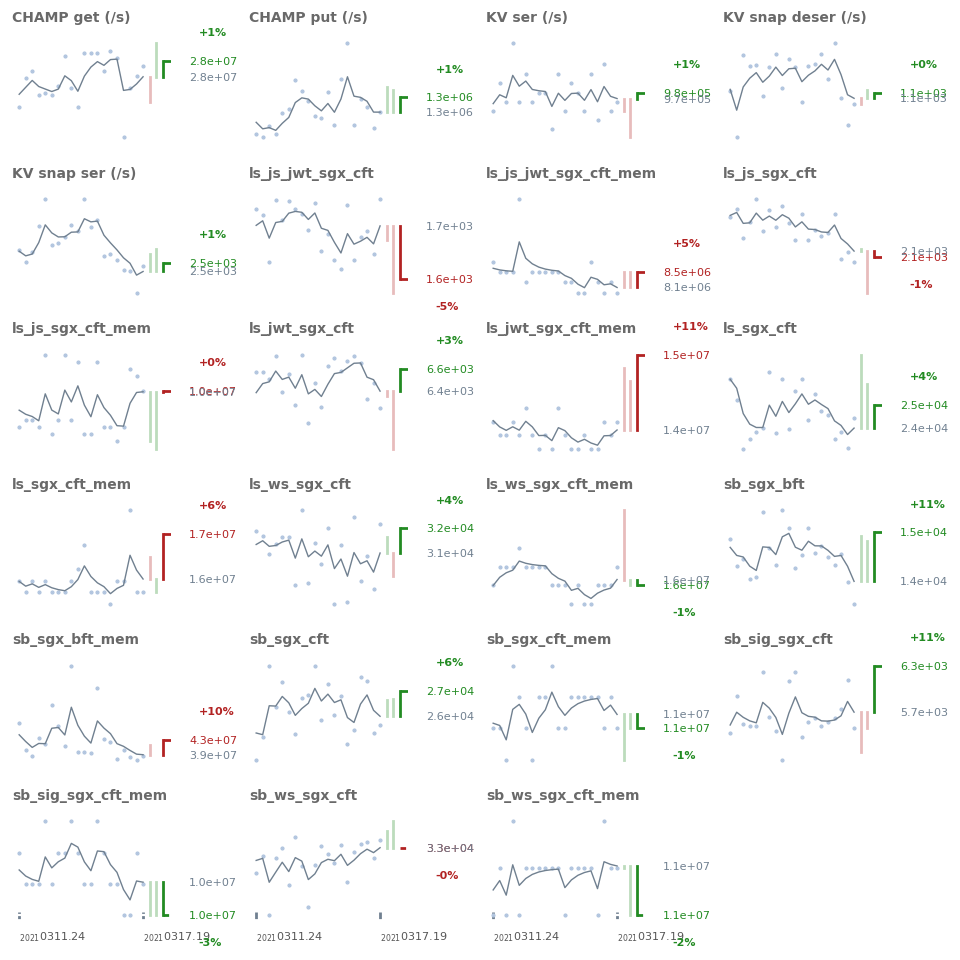 CHAMP get (/s)
+1%
2.8e+07
2.8e+07
CHAMP put (/s)
+1%
1.3e+06
1.3e+06
KV ser (/s)
+1%
9.8e+05
9.7e+05
KV snap deser (/s)
+0%
1.1e+03
1.1e+03
KV snap ser (/s)
+1%
2.5e+03
2.5e+03
ls_js_jwt_sgx_cft
1.7e+03
1.6e+03
-5%
ls_js_jwt_sgx_cft_mem
+5%
8.5e+06
8.1e+06
ls_js_sgx_cft
2.1e+03
2.1e+03
-1%
ls_js_sgx_cft_mem
+0%
1.0e+07
1.0e+07
ls_jwt_sgx_cft
+3%
6.6e+03
6.4e+03
ls_jwt_sgx_cft_mem
+11%
1.5e+07
1.4e+07
ls_sgx_cft
+4%
2.5e+04
2.4e+04
ls_sgx_cft_mem
+6%
1.7e+07
1.6e+07
ls_ws_sgx_cft
+4%
3.2e+04
3.1e+04
ls_ws_sgx_cft_mem
1.6e+07
1.6e+07
-1%
sb_sgx_bft
+11%
1.5e+04
1.4e+04
sb_sgx_bft_mem
+10%
4.3e+07
3.9e+07
sb_sgx_cft
+6%
2.7e+04
2.6e+04
sb_sgx_cft_mem
1.1e+07
1.1e+07
-1%
sb_sig_sgx_cft
+11%
6.3e+03
5.7e+03
sb_sig_sgx_cft_mem
1.0e+07
1.0e+07
-3%
2021 0311.24
2021 0317.19
sb_ws_sgx_cft
3.3e+04
-0%
2021 0311.24
2021 0317.19
sb_ws_sgx_cft_mem
1.1e+07
1.1e+07
-2%
2021 0311.24
2021 0317.19